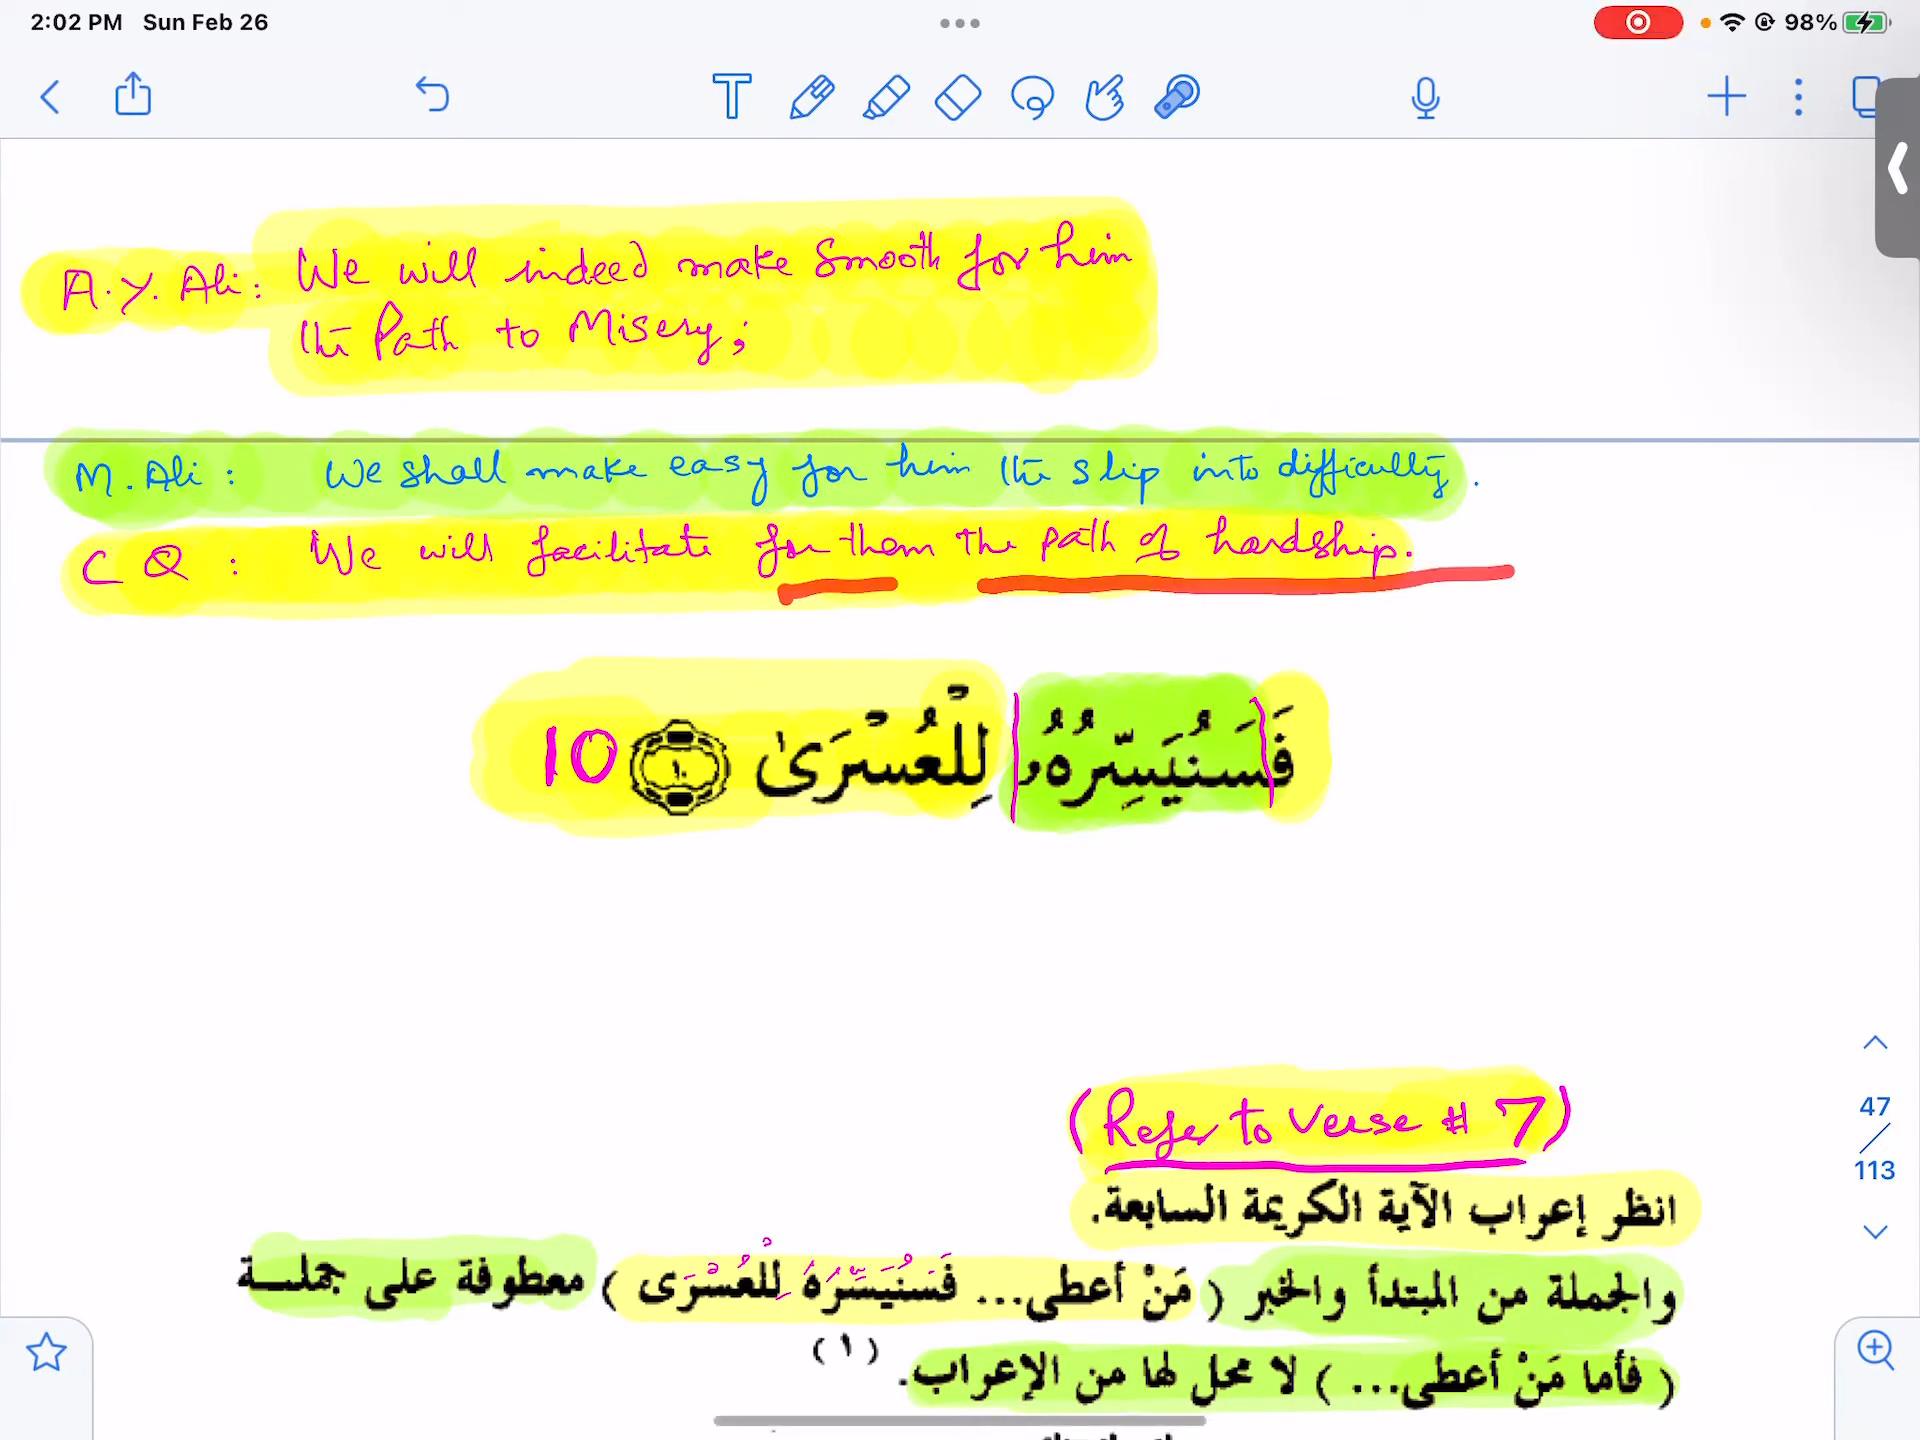 2:02 PM Sun Feb 26
98%
A.Y. Ali: We will indeed make smooth for him
the Path to Misery;
M. Ali: We shall make easy for him the slip into difficulty.
C Q : We will facilitate for them the path of hardship.
فَسَنُيَسِّرُهُۥ لِلْعُسْرَىٰ ١٠ 10
(Refer to Verse # 7)
47
113
انظر إعراب الآية الكريمة السابعة.
والجملة من المبتدأ والخبر ( مَنْ أعطى... فَسَنُيَسِّرُهُ لِلْعُسْرَى ) معطوفة على جملـــة
( فأما مَنْ أعطى... ) لا محل لها من الإعراب. (١)